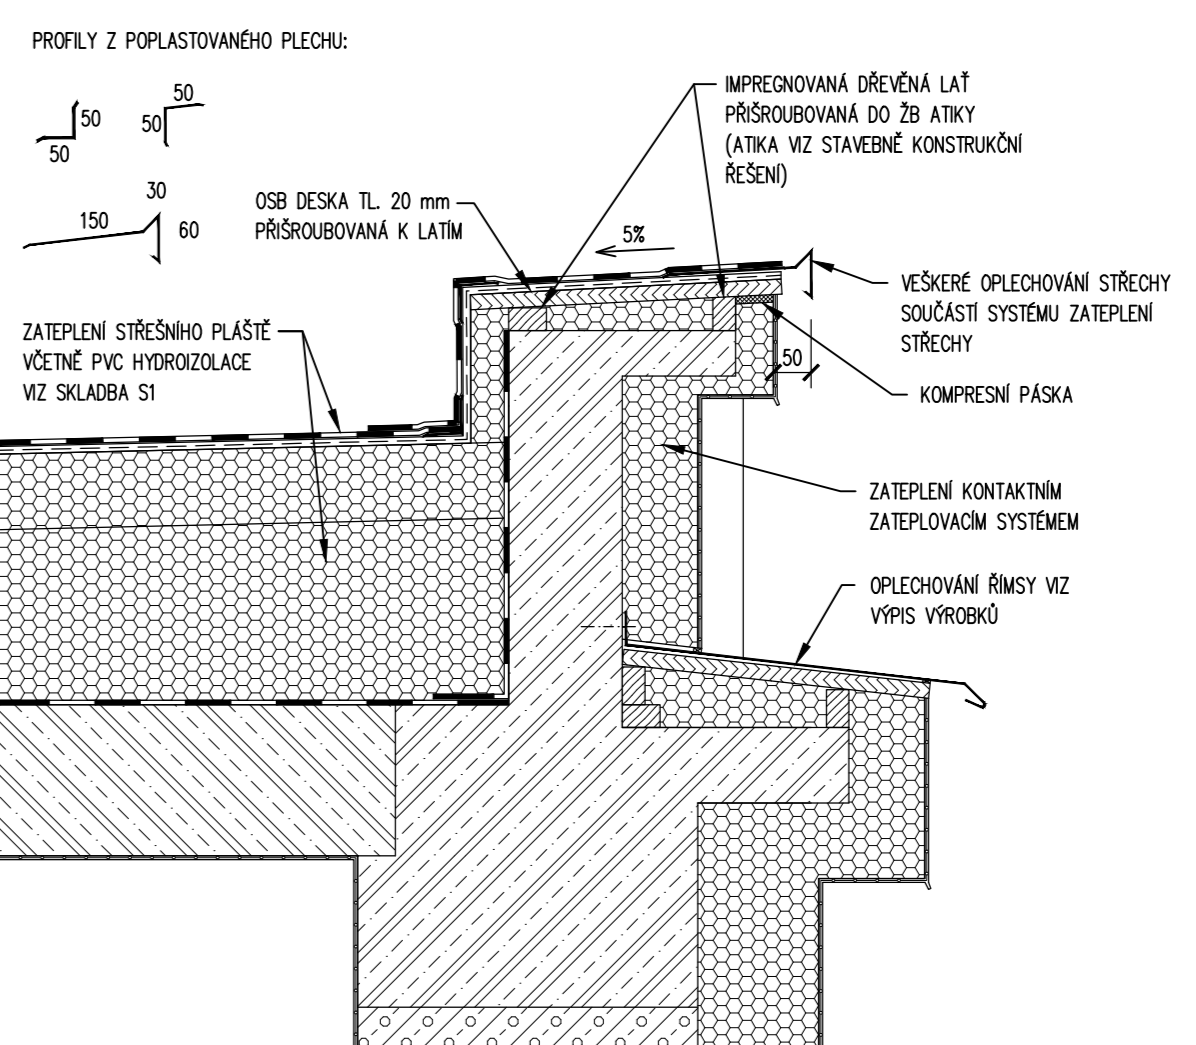 PROFILY Z POPLASTOVANÉHO PLECHU:
50
50
50
50
30
150
60
OSB DESKA TL. 20 mm
PŘIŠROUBOVANÁ K LATÍM
IMPREGNOVANÁ DŘEVĚNÁ LAŤ
PŘIŠROUBOVANÁ DO ŽB ATIKY
(ATIKA VIZ STAVEBNĚ KONSTRUKČNÍ
ŘEŠENÍ)
5%
VEŠKERÉ OPLECHOVÁNÍ STŘECHY
SOUČÁSTÍ SYSTÉMU ZATEPLENÍ
STŘECHY
ZATEPLENÍ STŘEŠNÍHO PLÁŠTĚ
VČETNĚ PVC HYDROIZOLACE
VIZ SKLADBA S1
50
KOMPRESNÍ PÁSKA
ZATEPLENÍ KONTAKTNÍM
ZATEPLOVACÍM SYSTÉMEM
OPLECHOVÁNÍ ŘÍMSY VIZ
VÝPIS VÝROBKŮ